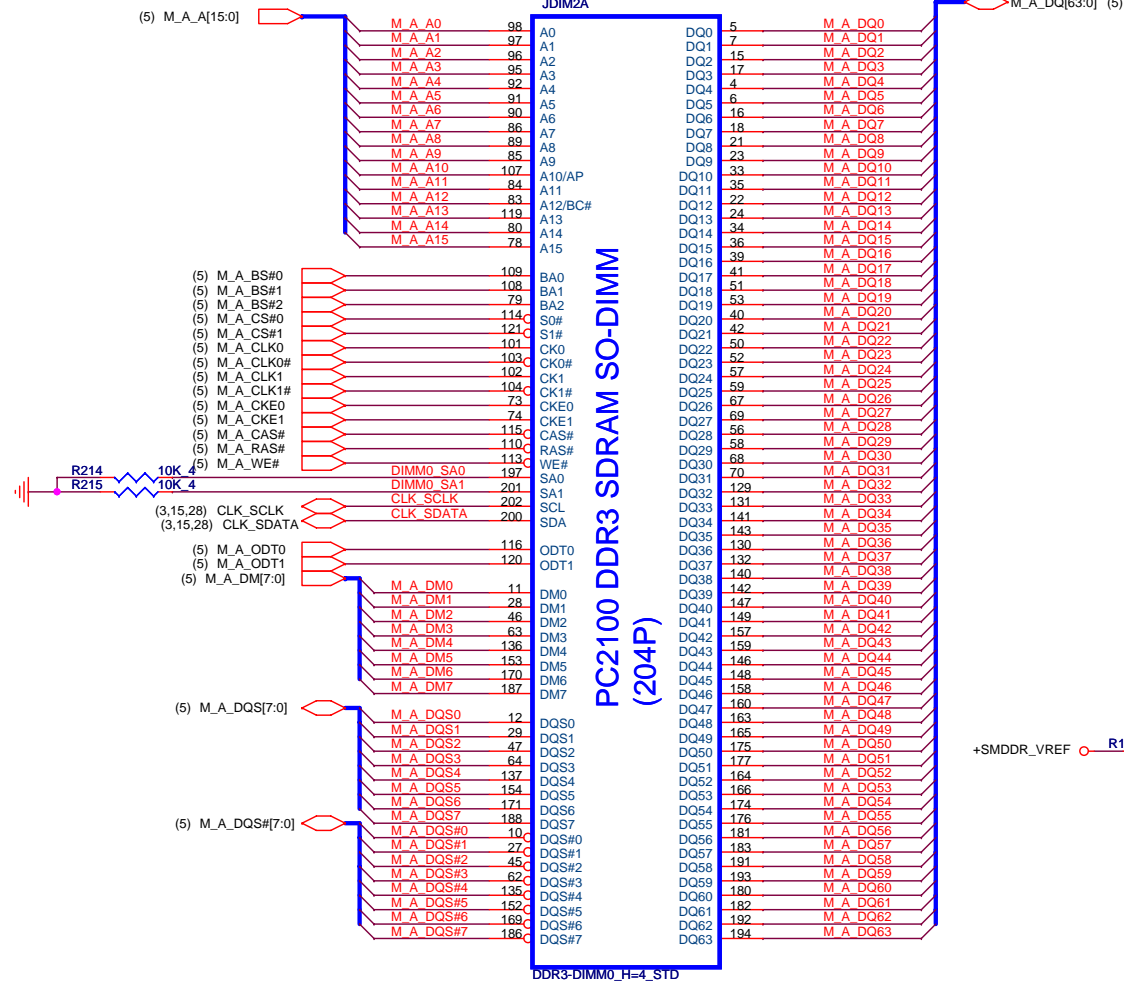 JDIM2A
(5) M_A_A[15:0]
M_A_A0 98 A0
M_A_A1 97 A1
M_A_A2 96 A2
M_A_A3 95 A3
M_A_A4 92 A4
M_A_A5 91 A5
M_A_A6 90 A6
M_A_A7 86 A7
M_A_A8 89 A8
M_A_A9 85 A9
M_A_A10 107 A10/AP
M_A_A11 84 A11
M_A_A12 83 A12/BC#
M_A_A13 119 A13
M_A_A14 80 A14
M_A_A15 78 A15
(5) M_A_BS#0 109 BA0
(5) M_A_BS#1 108 BA1
(5) M_A_BS#2 79 BA2
(5) M_A_CS#0 114 S0#
(5) M_A_CS#1 121 S1#
(5) M_A_CLK0 101 CK0
(5) M_A_CLK0# 103 CK0#
(5) M_A_CLK1 102 CK1
(5) M_A_CLK1# 104 CK1#
(5) M_A_CKE0 73 CKE0
(5) M_A_CKE1 74 CKE1
(5) M_A_CAS# 115 CAS#
(5) M_A_RAS# 110 RAS#
(5) M_A_WE# 113 WE#
R214 10K_4 DIMM0_SA0 197 SA0
R215 10K_4 DIMM0_SA1 201 SA1
(3,15,28) CLK_SCLK CLK_SCLK 202 SCL
(3,15,28) CLK_SDATA CLK_SDATA 200 SDA
(5) M_A_ODT0 116 ODT0
(5) M_A_ODT1 120 ODT1
(5) M_A_DM[7:0]
M_A_DM0 11 DM0
M_A_DM1 28 DM1
M_A_DM2 46 DM2
M_A_DM3 63 DM3
M_A_DM4 136 DM4
M_A_DM5 153 DM5
M_A_DM6 170 DM6
M_A_DM7 187 DM7
(5) M_A_DQS[7:0]
M_A_DQS0 12 DQS0
M_A_DQS1 29 DQS1
M_A_DQS2 47 DQS2
M_A_DQS3 64 DQS3
M_A_DQS4 137 DQS4
M_A_DQS5 154 DQS5
M_A_DQS6 171 DQS6
M_A_DQS7 188 DQS7
(5) M_A_DQS#[7:0]
M_A_DQS#0 10 DQS#0
M_A_DQS#1 27 DQS#1
M_A_DQS#2 45 DQS#2
M_A_DQS#3 62 DQS#3
M_A_DQS#4 135 DQS#4
M_A_DQS#5 152 DQS#5
M_A_DQS#6 169 DQS#6
M_A_DQS#7 186 DQS#7
PC2100 DDR3 SDRAM SO-DIMM
(204P)
M_A_DQ[63:0] (5)
DQ0 5 M_A_DQ0
DQ1 7 M_A_DQ1
DQ2 15 M_A_DQ2
DQ3 17 M_A_DQ3
DQ4 4 M_A_DQ4
DQ5 6 M_A_DQ5
DQ6 16 M_A_DQ6
DQ7 18 M_A_DQ7
DQ8 21 M_A_DQ8
DQ9 23 M_A_DQ9
DQ10 33 M_A_DQ10
DQ11 35 M_A_DQ11
DQ12 22 M_A_DQ12
DQ13 24 M_A_DQ13
DQ14 34 M_A_DQ14
DQ15 36 M_A_DQ15
DQ16 39 M_A_DQ16
DQ17 41 M_A_DQ17
DQ18 51 M_A_DQ18
DQ19 53 M_A_DQ19
DQ20 40 M_A_DQ20
DQ21 42 M_A_DQ21
DQ22 50 M_A_DQ22
DQ23 52 M_A_DQ23
DQ24 57 M_A_DQ24
DQ25 59 M_A_DQ25
DQ26 67 M_A_DQ26
DQ27 69 M_A_DQ27
DQ28 56 M_A_DQ28
DQ29 58 M_A_DQ29
DQ30 68 M_A_DQ30
DQ31 70 M_A_DQ31
DQ32 129 M_A_DQ32
DQ33 131 M_A_DQ33
DQ34 141 M_A_DQ34
DQ35 143 M_A_DQ35
DQ36 130 M_A_DQ36
DQ37 132 M_A_DQ37
DQ38 140 M_A_DQ38
DQ39 142 M_A_DQ39
DQ40 147 M_A_DQ40
DQ41 149 M_A_DQ41
DQ42 157 M_A_DQ42
DQ43 159 M_A_DQ43
DQ44 146 M_A_DQ44
DQ45 148 M_A_DQ45
DQ46 158 M_A_DQ46
DQ47 160 M_A_DQ47
DQ48 163 M_A_DQ48
DQ49 165 M_A_DQ49
DQ50 175 M_A_DQ50
DQ51 177 M_A_DQ51
DQ52 164 M_A_DQ52
DQ53 166 M_A_DQ53
DQ54 174 M_A_DQ54
DQ55 176 M_A_DQ55
DQ56 181 M_A_DQ56
DQ57 183 M_A_DQ57
DQ58 191 M_A_DQ58
DQ59 193 M_A_DQ59
DQ60 180 M_A_DQ60
DQ61 182 M_A_DQ61
DQ62 192 M_A_DQ62
DQ63 194 M_A_DQ63
+SMDDR_VREF R1
DDR3-DIMM0_H=4_STD